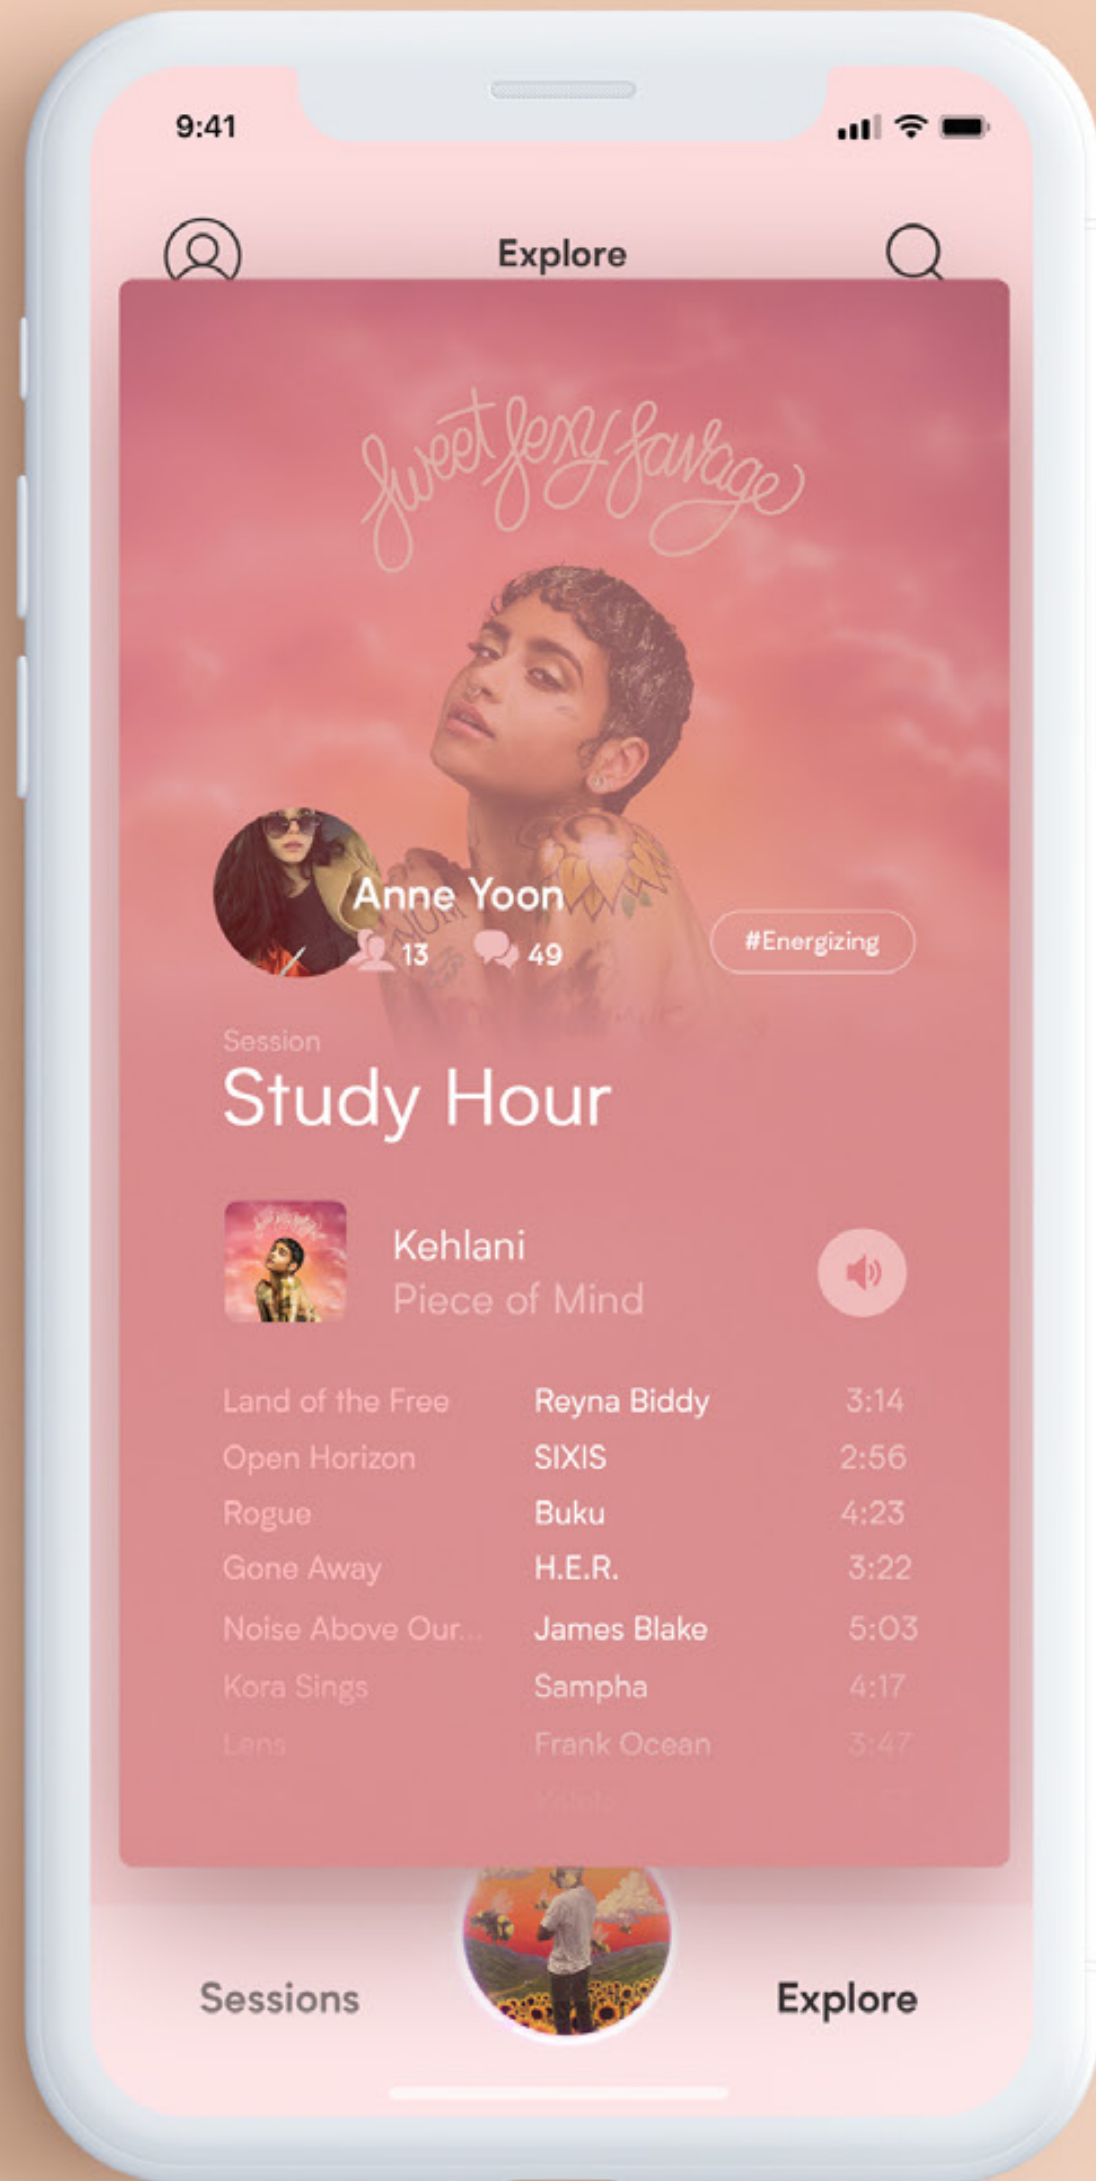 9:41
Explore
Sweet Sexy Savage
Anne Yoon
13 49
#Energizing
Session
Study Hour
Kehlani
Piece of Mind
Land of the Free Reyna Biddy 3:14
Open Horizon SIXIS 2:56
Rogue Buku 4:23
Gone Away H.E.R. 3:22
Noise Above Our... James Blake 5:03
Kora Sings Sampha 4:17
Lens Frank Ocean 3:47
Sessions Explore